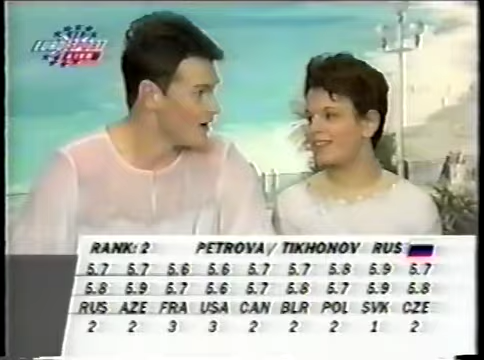 EUROSPORT
RANK: 2 PETROVA / TIKHONOV RUS
5.7 5.7 5.6 5.6 5.7 5.7 5.8 5.9 5.7
5.8 5.9 5.7 5.6 5.7 5.8 5.7 5.9 5.8
RUS AZE FRA USA CAN BLR POL SVK CZE
2 2 3 3 2 2 2 1 2